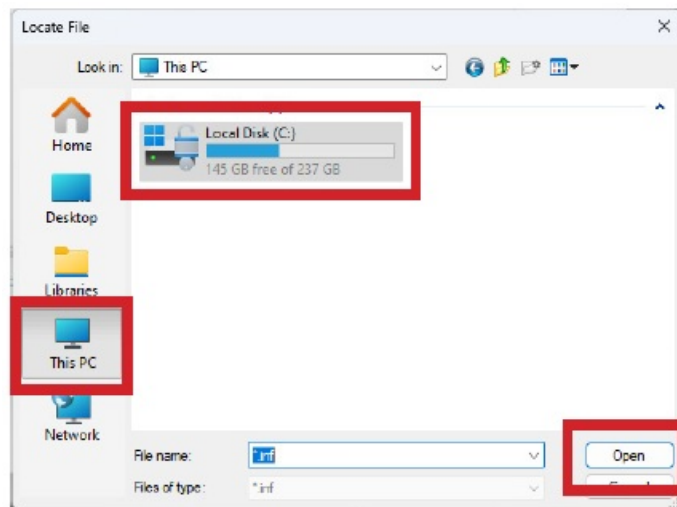 Locate File
Look in:
This PC
Home
Local Disk (C:)
145 GB free of 237 GB
Desktop
Libraries
This PC
Network
File name:
*.inf
Open
Files of type:
*.inf